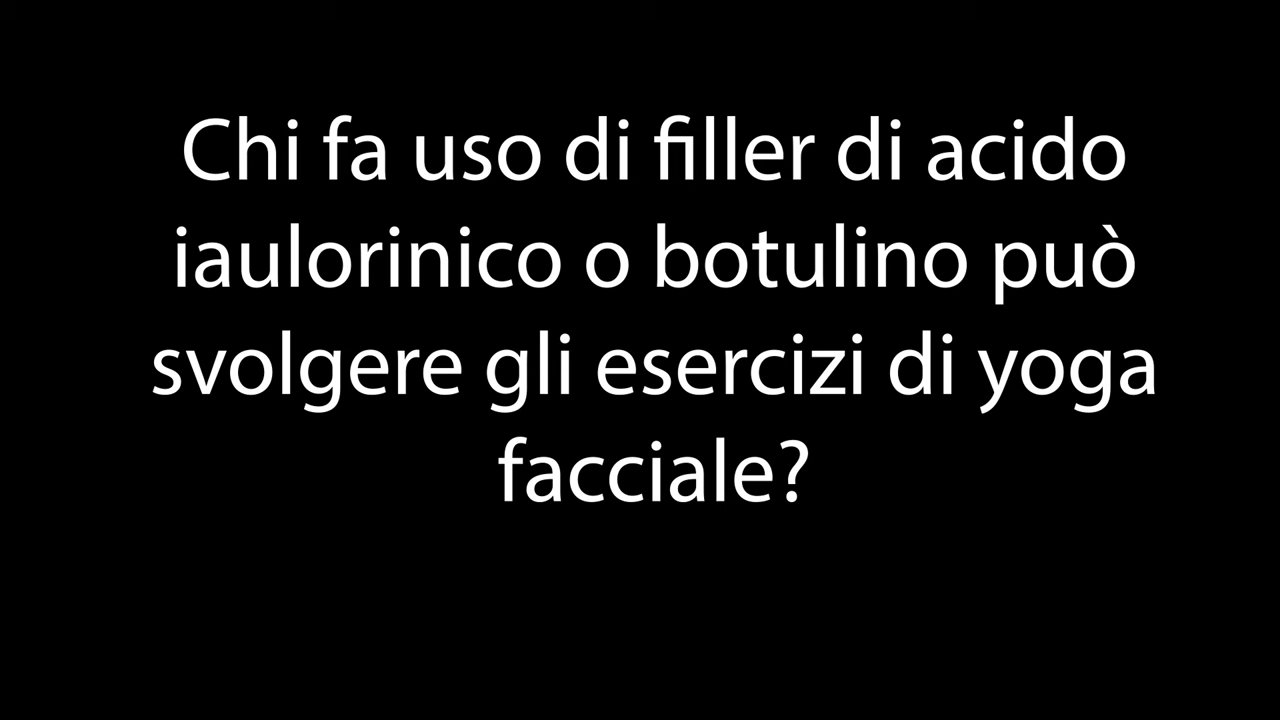 Chi fa uso di filler di acido
iaulorinico o botulino può
svolgere gli esercizi di yoga
facciale?